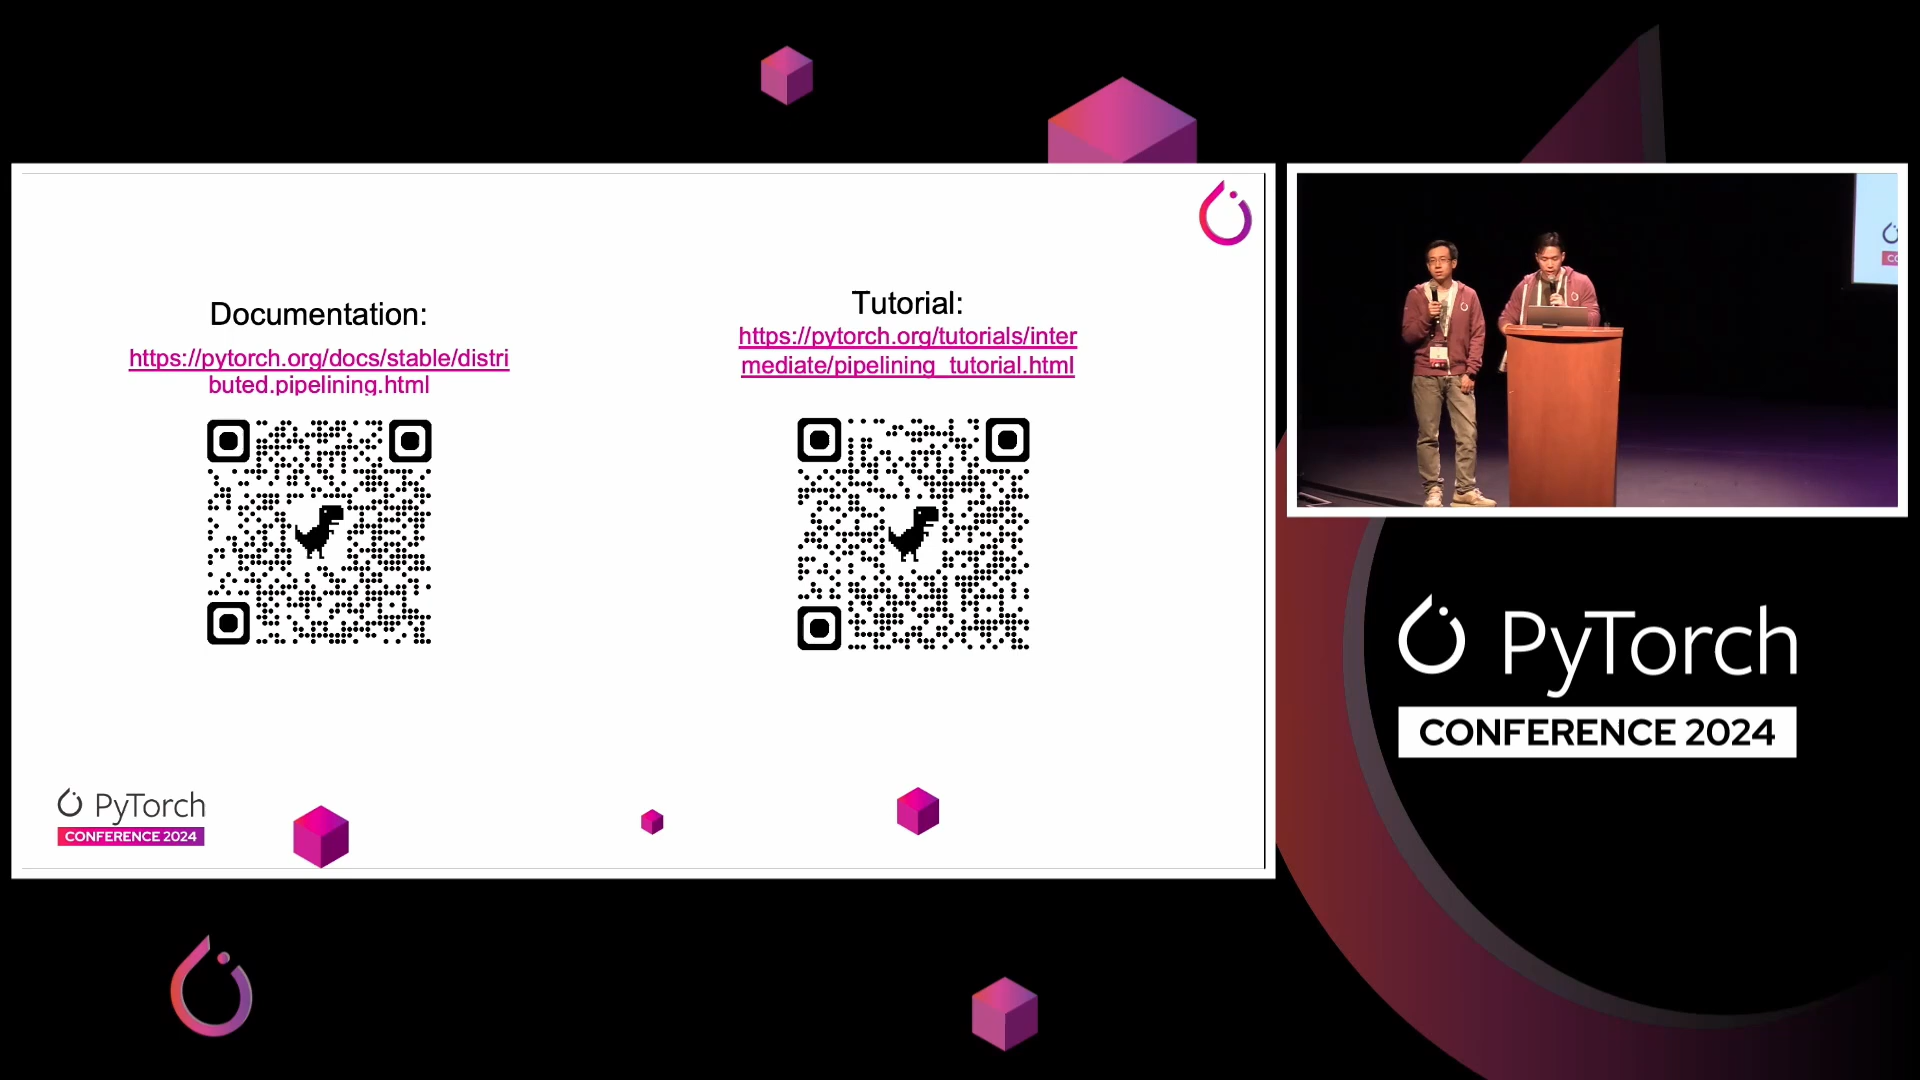 Documentation:
https://pytorch.org/docs/stable/distri
buted.pipelining.html
Tutorial:
https://pytorch.org/tutorials/inter
mediate/pipelining_tutorial.html
PyTorch
CONFERENCE 2024
PyTorch
CONFERENCE 2024